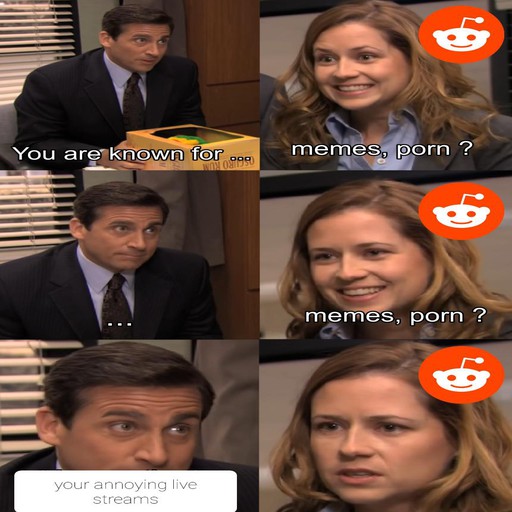 You are known for ...
memes, porn ?
...
memes, porn ?
your annoying live
streams